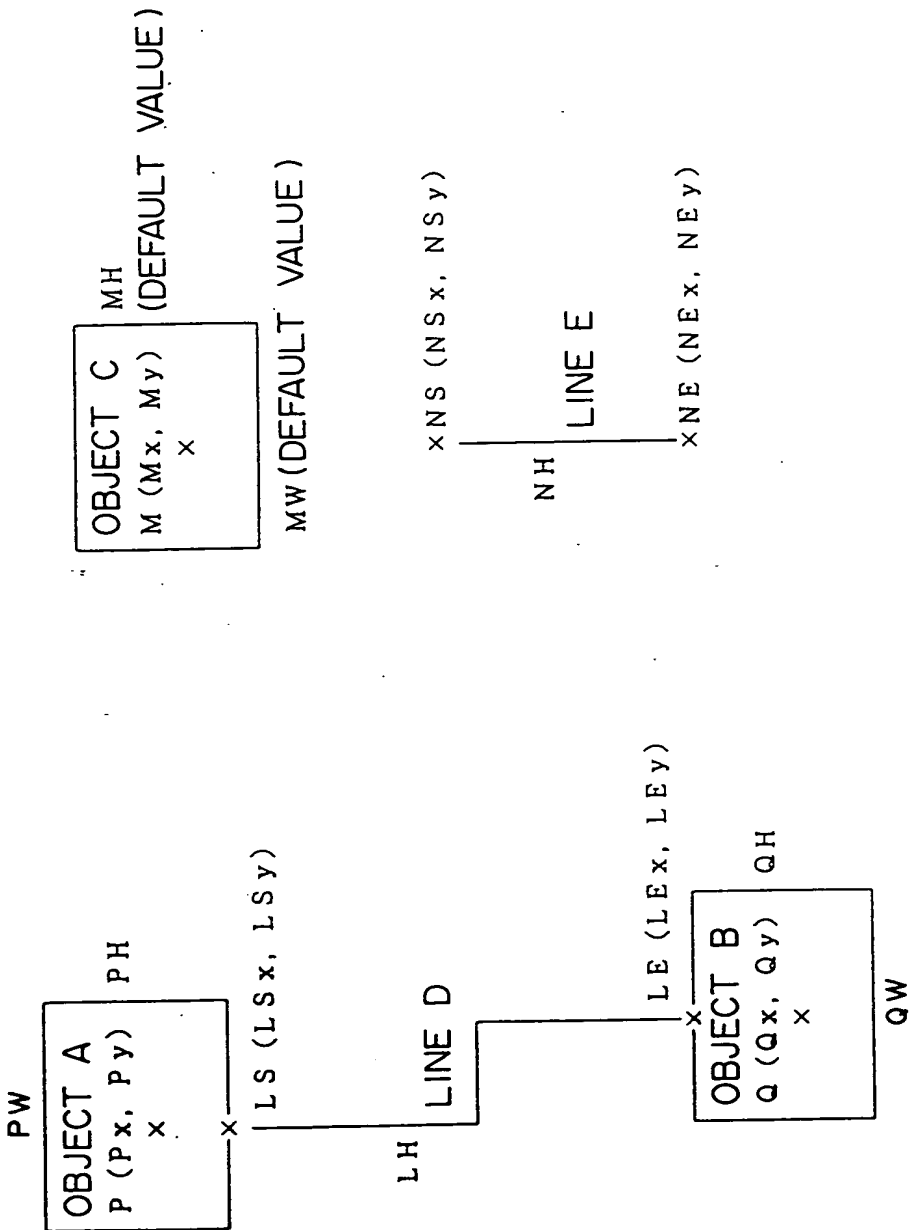 PW
OBJECT A
P (Px, Py)
×
PH
×
LS (LSx, LSy)
LH
LINE D
LE (LEx, LEy)
×
OBJECT B
Q (Qx, Qy)
×
QH
QW
OBJECT C
M (Mx, My)
×
MH
(DEFAULT VALUE)
MW (DEFAULT VALUE)
×NS (NSx, NSy)
NH
LINE E
×NE (NEx, NEy)